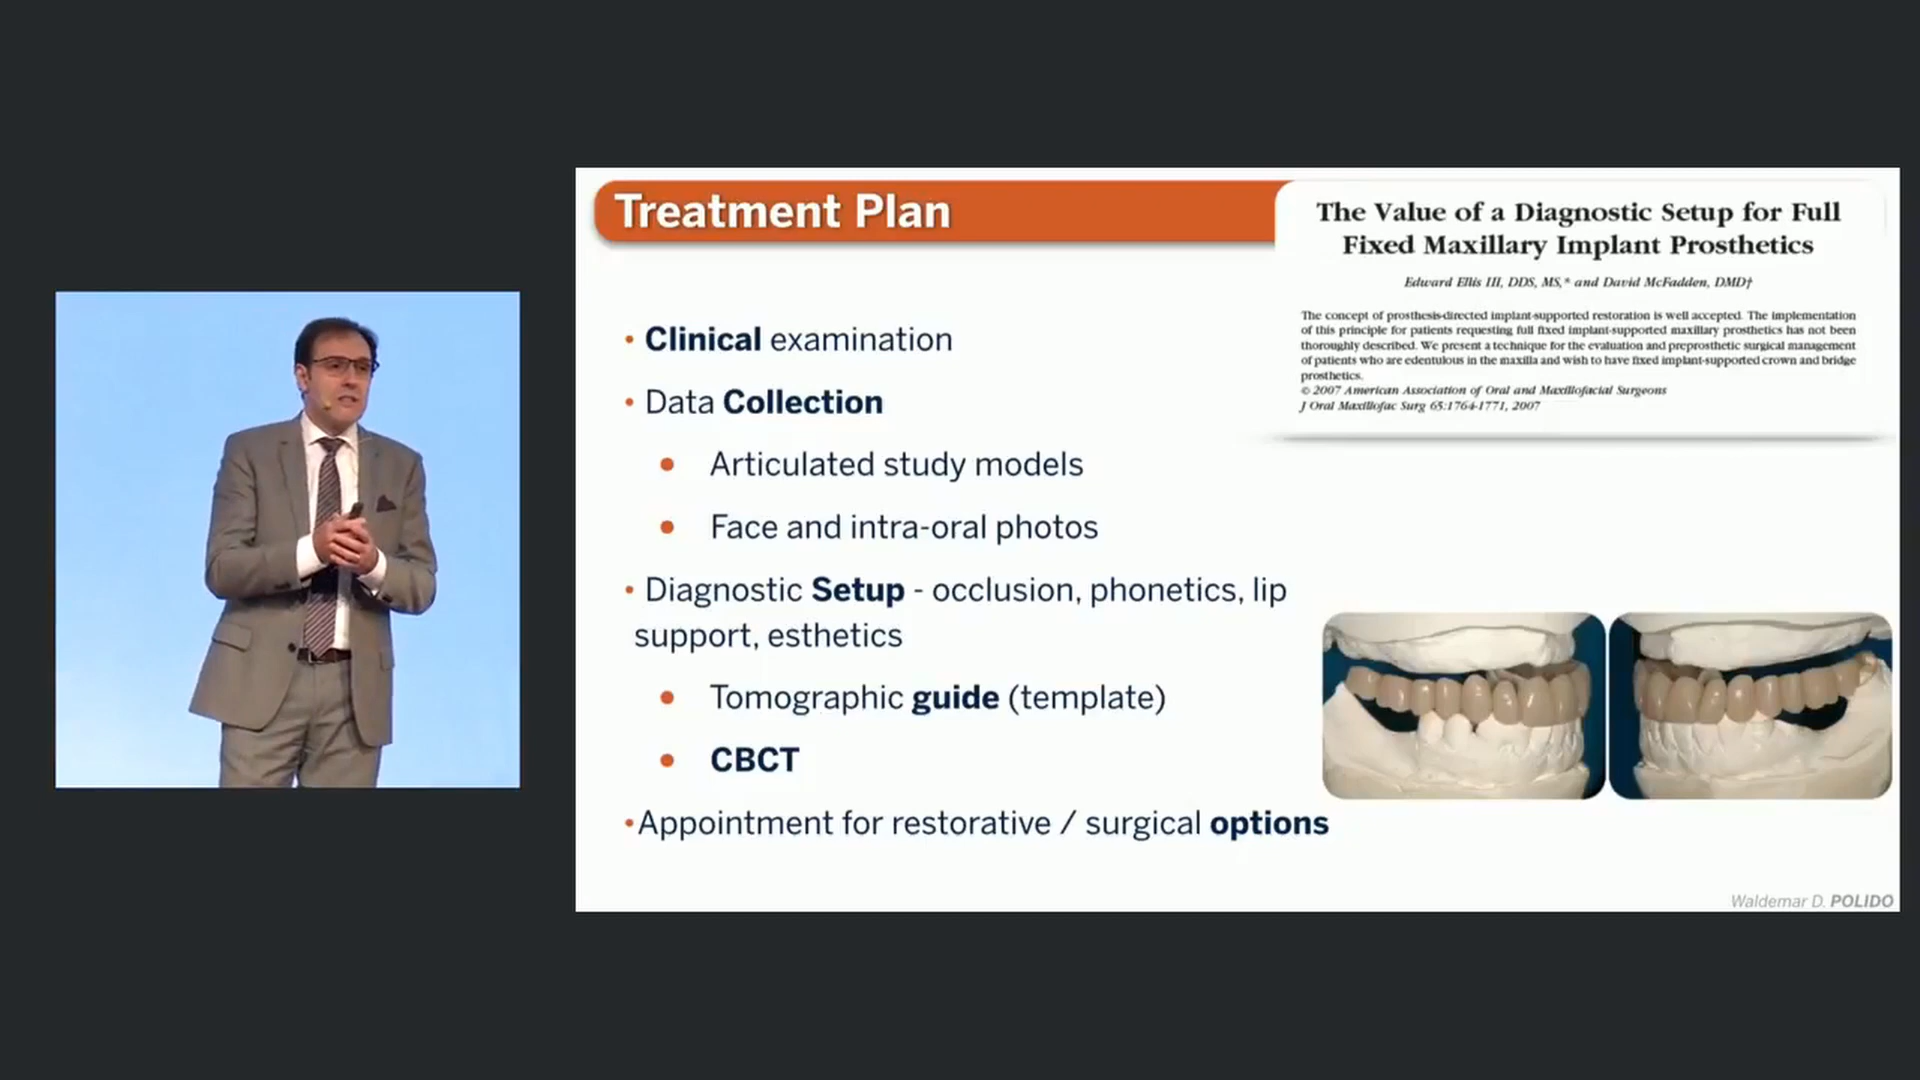 Treatment Plan
The Value of a Diagnostic Setup for Full
Fixed Maxillary Implant Prosthetics
Edward Ellis III, DDS, MS,* and David McFadden, DMD†
The concept of prosthesis-directed implant-supported restoration is well accepted. The implementation
of this principle for patients requesting full fixed implant-supported maxillary prosthetics has not been
thoroughly described. We present a technique for the evaluation and preprosthetic surgical management
of patients who are edentulous in the maxilla and wish to have fixed implant-supported crown and bridge
prosthetics.
© 2007 American Association of Oral and Maxillofacial Surgeons
J Oral Maxillofac Surg 65:1764-1771, 2007
• Clinical examination
• Data Collection
• Articulated study models
• Face and intra-oral photos
• Diagnostic Setup - occlusion, phonetics, lip
support, esthetics
• Tomographic guide (template)
• CBCT
•Appointment for restorative / surgical options
Waldemar D. POLIDO